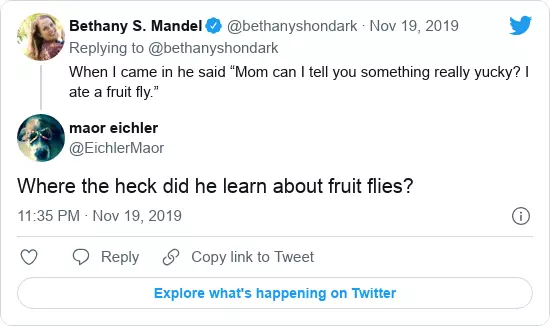 Bethany S. Mandel @bethanyshondark · Nov 19, 2019
Replying to @bethanyshondark
When I came in he said “Mom can I tell you something really yucky? I
ate a fruit fly.”
maor eichler
@EichlerMaor
Where the heck did he learn about fruit flies?
11:35 PM · Nov 19, 2019
Reply
Copy link to Tweet
Explore what's happening on Twitter